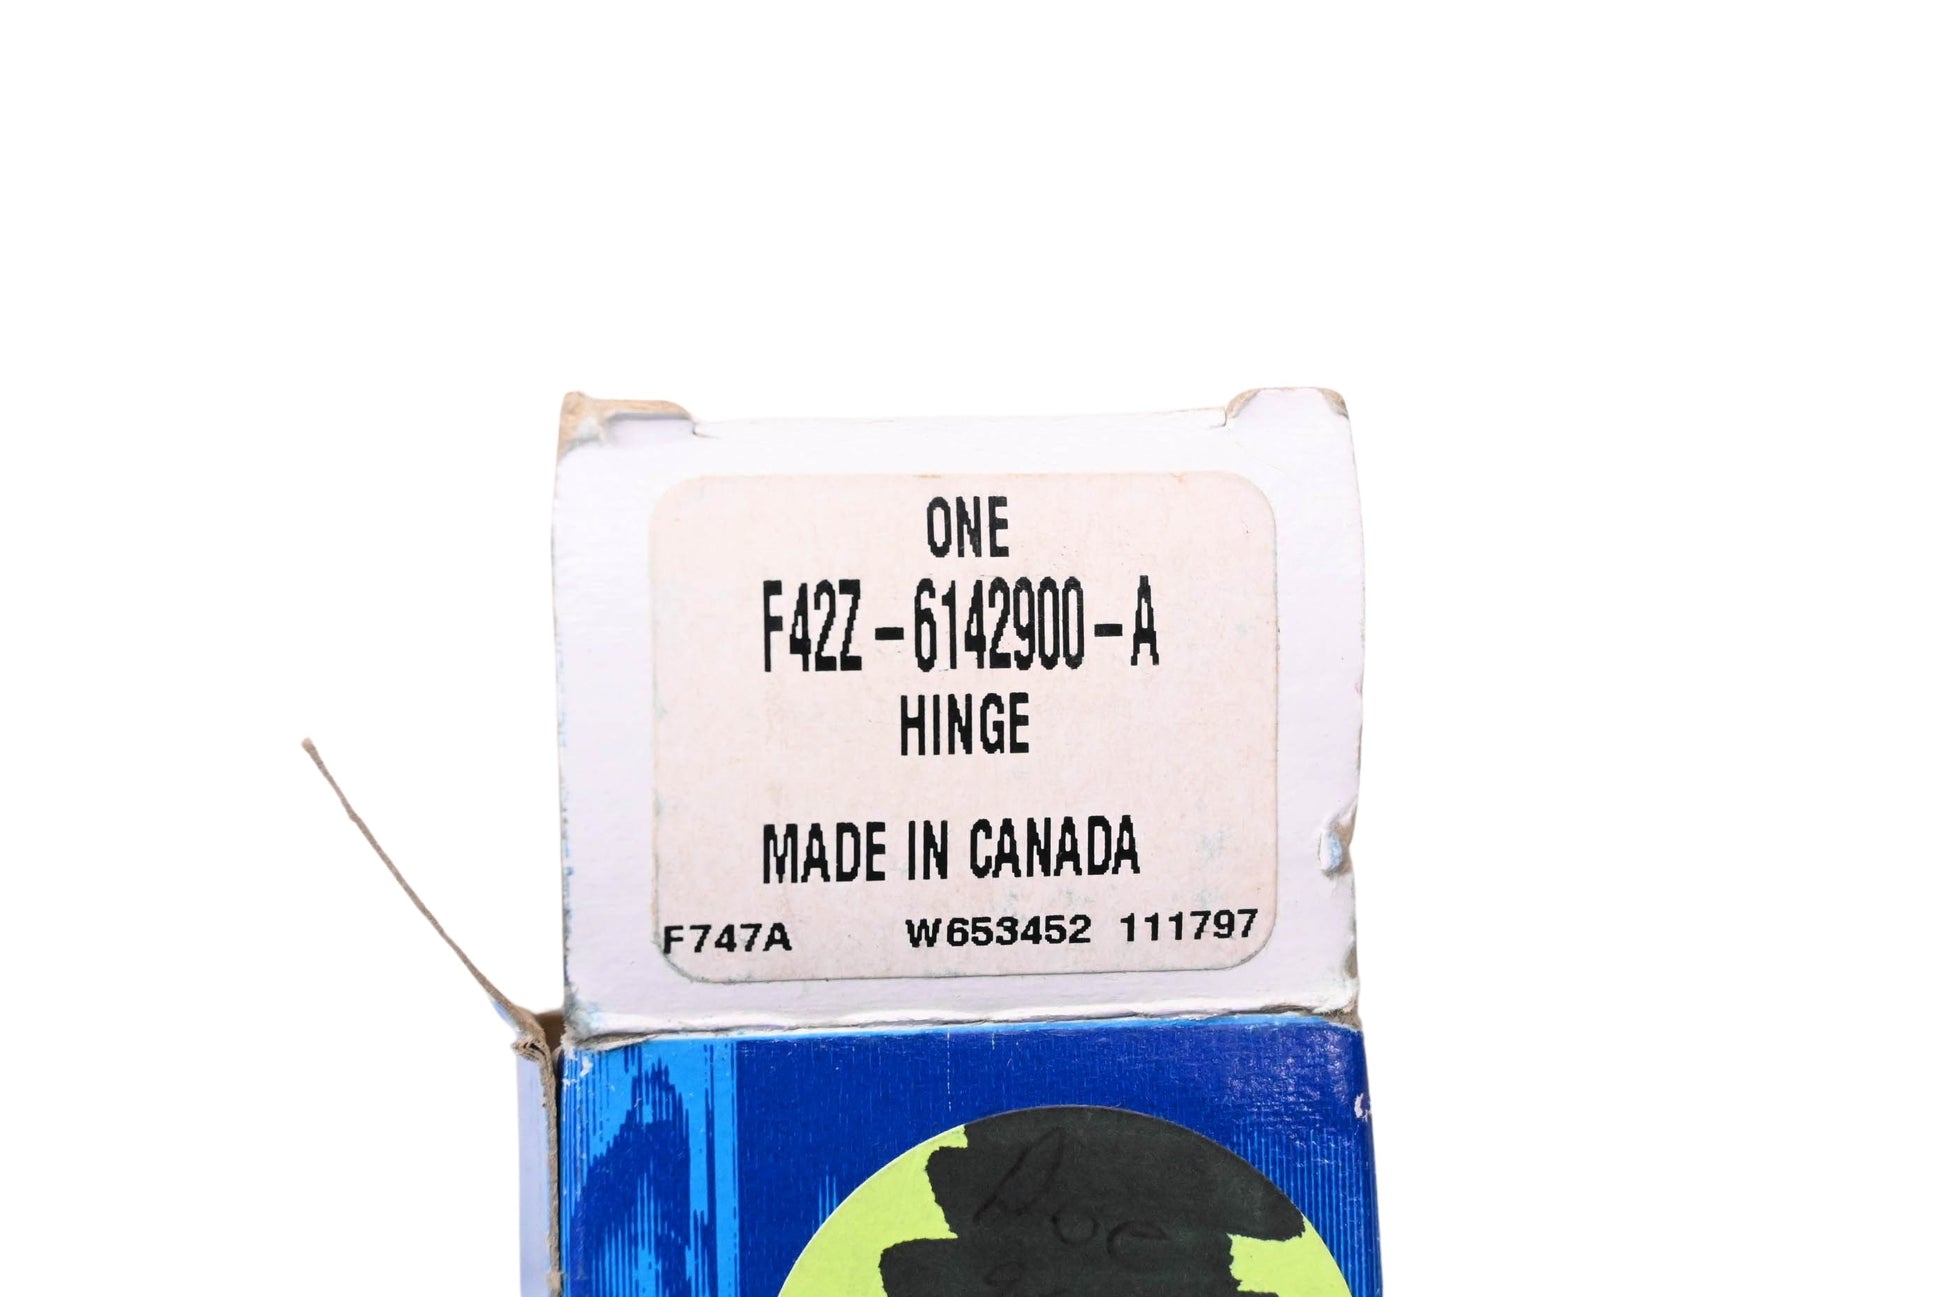 ONE
F42Z-6142900-A
HINGE
MADE IN CANADA
F747A W653452 111797